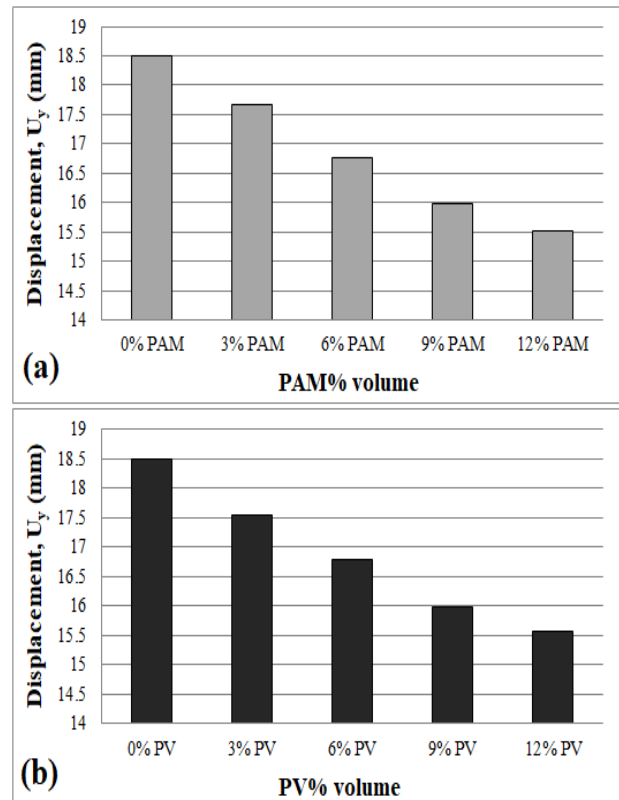 Displacement, Uy (mm)
19
18.5
18
17.5
17
16.5
16
15.5
15
14.5
14
0% PAM 3% PAM 6% PAM 9% PAM 12% PAM
(a)
PAM% volume
Displacement, Uy (mm)
19
18.5
18
17.5
17
16.5
16
15.5
15
14.5
14
0% PV 3% PV 6% PV 9% PV 12% PV
(b)
PV% volume